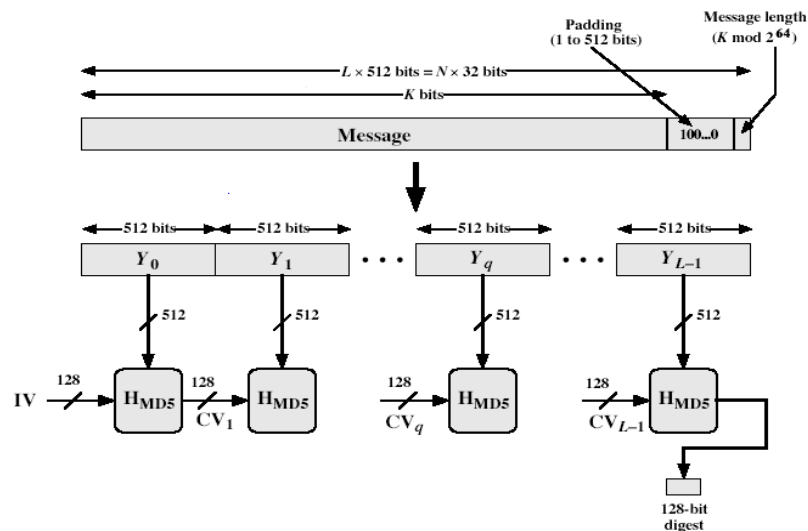 Padding
(1 to 512 bits)
Message length
(K mod 2^64)
L × 512 bits = N × 32 bits
K bits
Message
100...0
512 bits 512 bits 512 bits 512 bits
Y0 Y1 • • • Yq • • • YL–1
512 512 512 512
128 128 128 128
IV HMD5 HMD5 HMD5 HMD5
CV1 CVq CVL–1
128-bit
digest